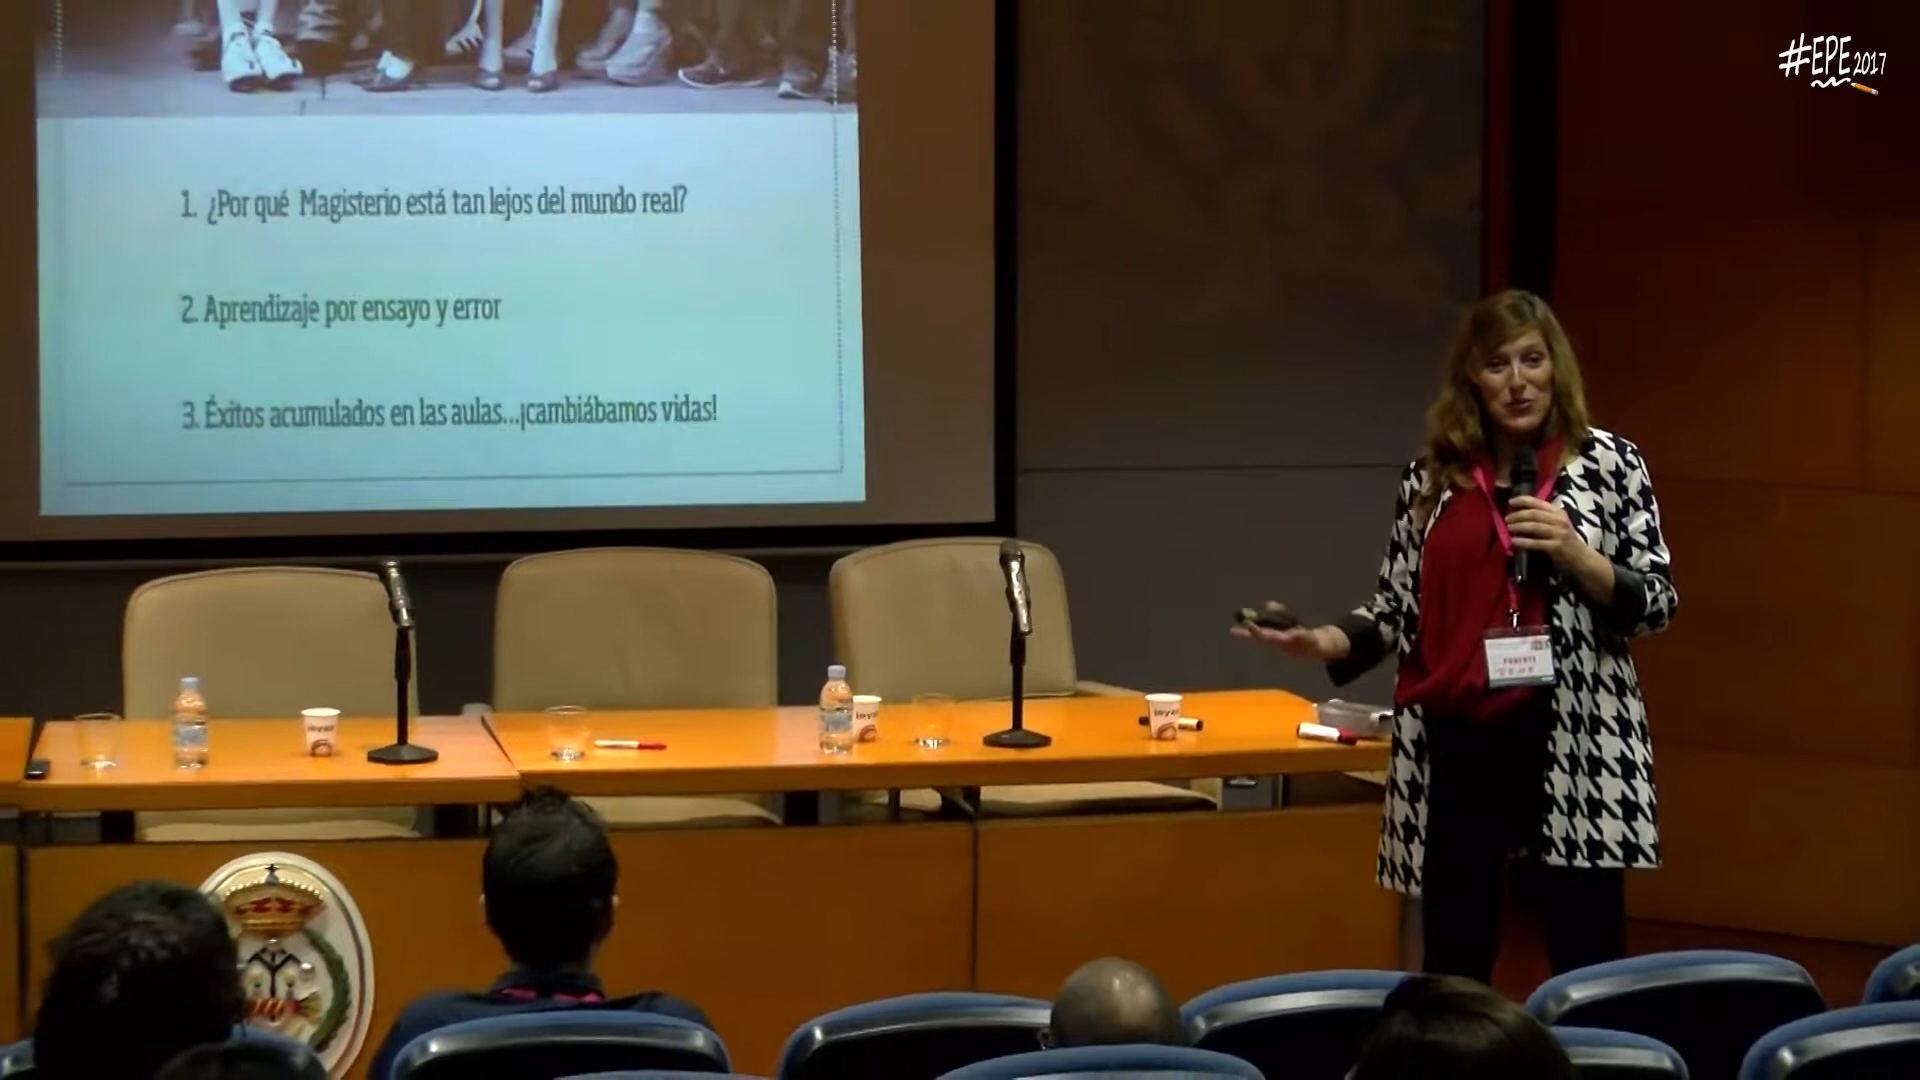 #EPE2017
1. ¿Por qué Magisterio está tan lejos del mundo real?
2. Aprendizaje por ensayo y error
3. Éxitos acumulados en las aulas...¡cambiábamos vidas!
PONENTE